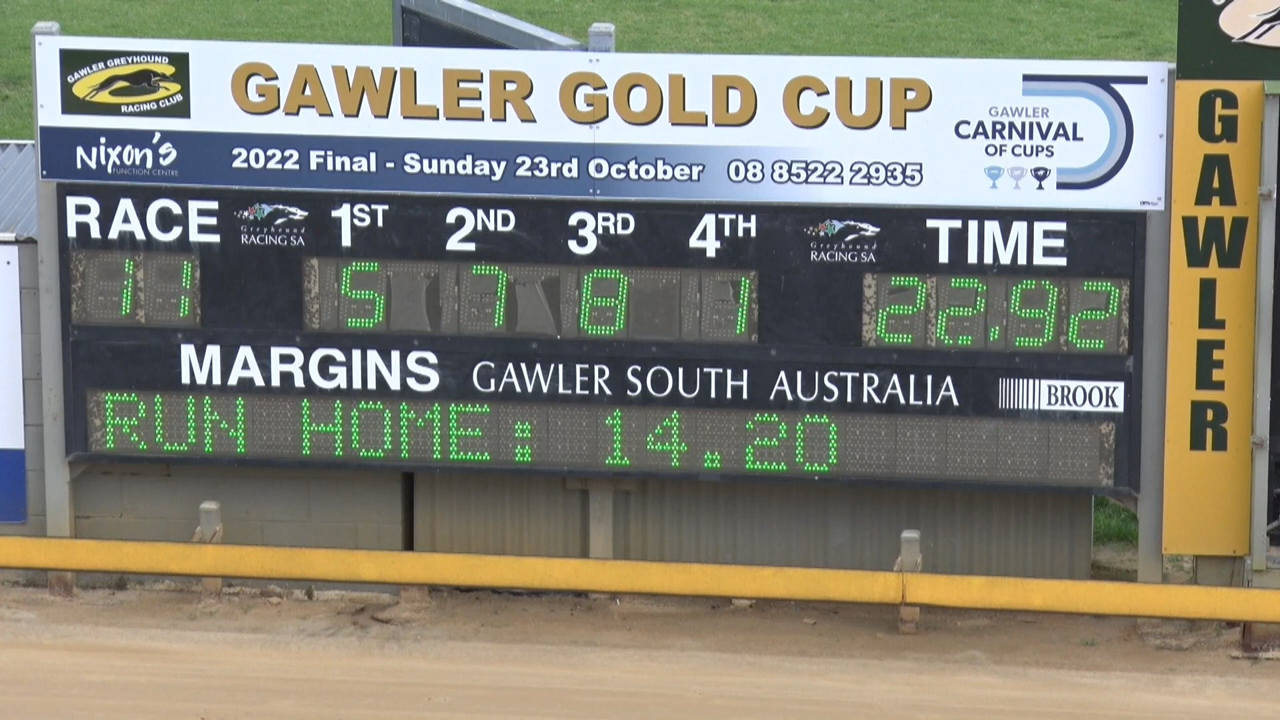 GAWLER GREYHOUND
RACING CLUB
GAWLER GOLD CUP
GAWLER
CARNIVAL
OF CUPS
Nixon's
FUNCTION CENTRE
2022 Final - Sunday 23rd October 08 8522 2935
RACE
Greyhound
RACING SA
1ST 2ND 3RD 4TH
Greyhound
RACING SA
TIME
11 5 7 8 1 22.92
MARGINS GAWLER SOUTH AUSTRALIA BROOK
RUN HOME: 14.20
GAWLER